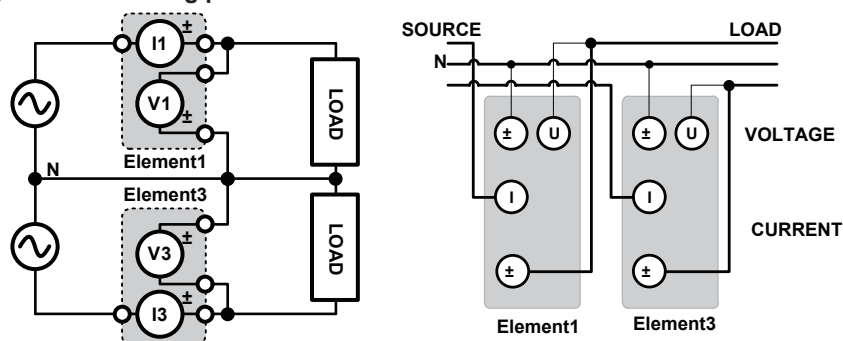 SOURCE
LOAD
N
I1
±
V1
±
LOAD
Element1
N
Element3
V3
±
LOAD
I3
±
±
U
±
U
VOLTAGE
I
I
CURRENT
±
±
Element1
Element3